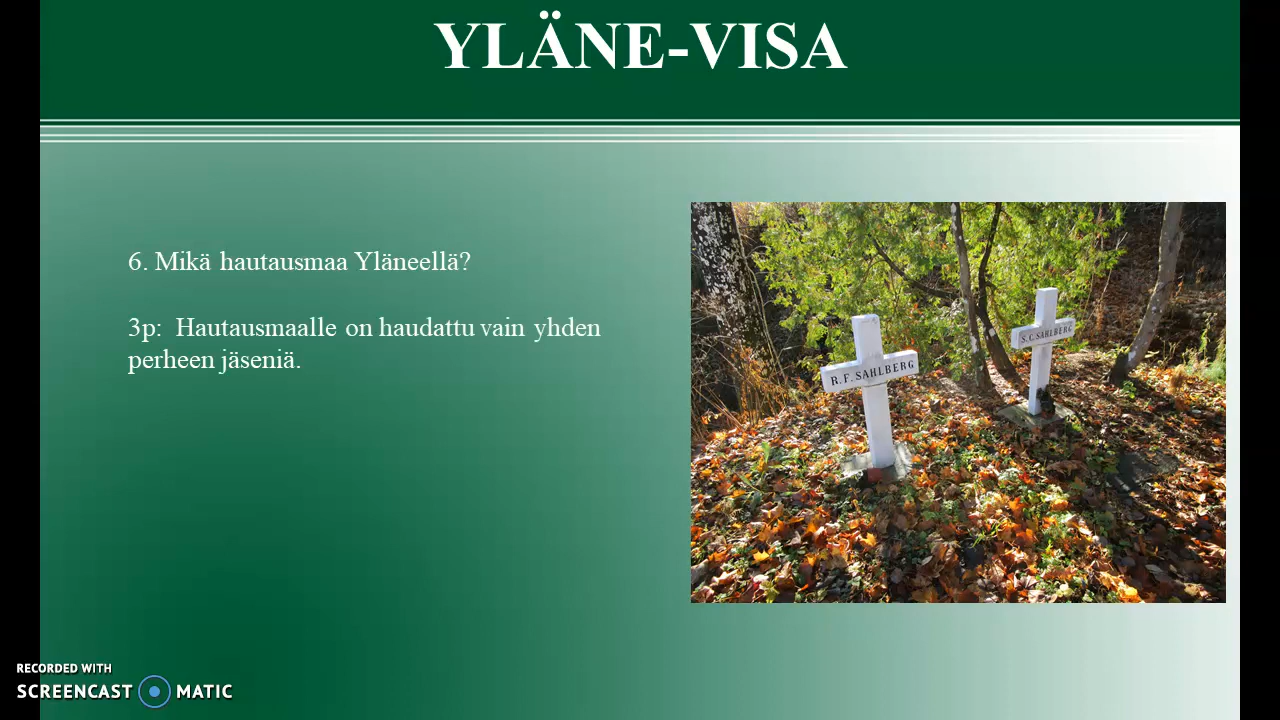 YLÄNE-VISA
6. Mikä hautausmaa Yläneellä?
3p: Hautausmaalle on haudattu vain yhden
perheen jäseniä.
R. F. SAHLBERG
S. C. SAHLBERG
RECORDED WITH
SCREENCAST MATIC